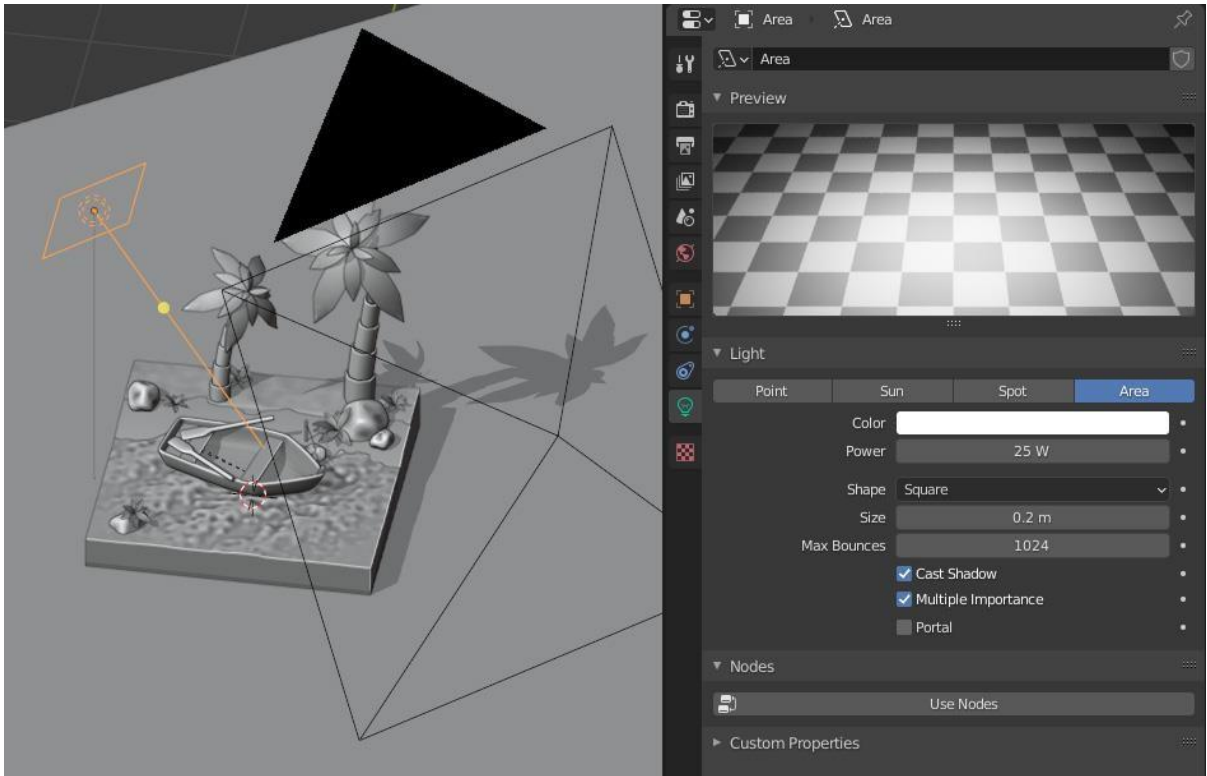 Area Area
Area
Preview
Light
Point Sun Spot Area
Color
Power 25 W
Shape Square
Size 0.2 m
Max Bounces 1024
Cast Shadow
Multiple Importance
Portal
Nodes
Use Nodes
Custom Properties